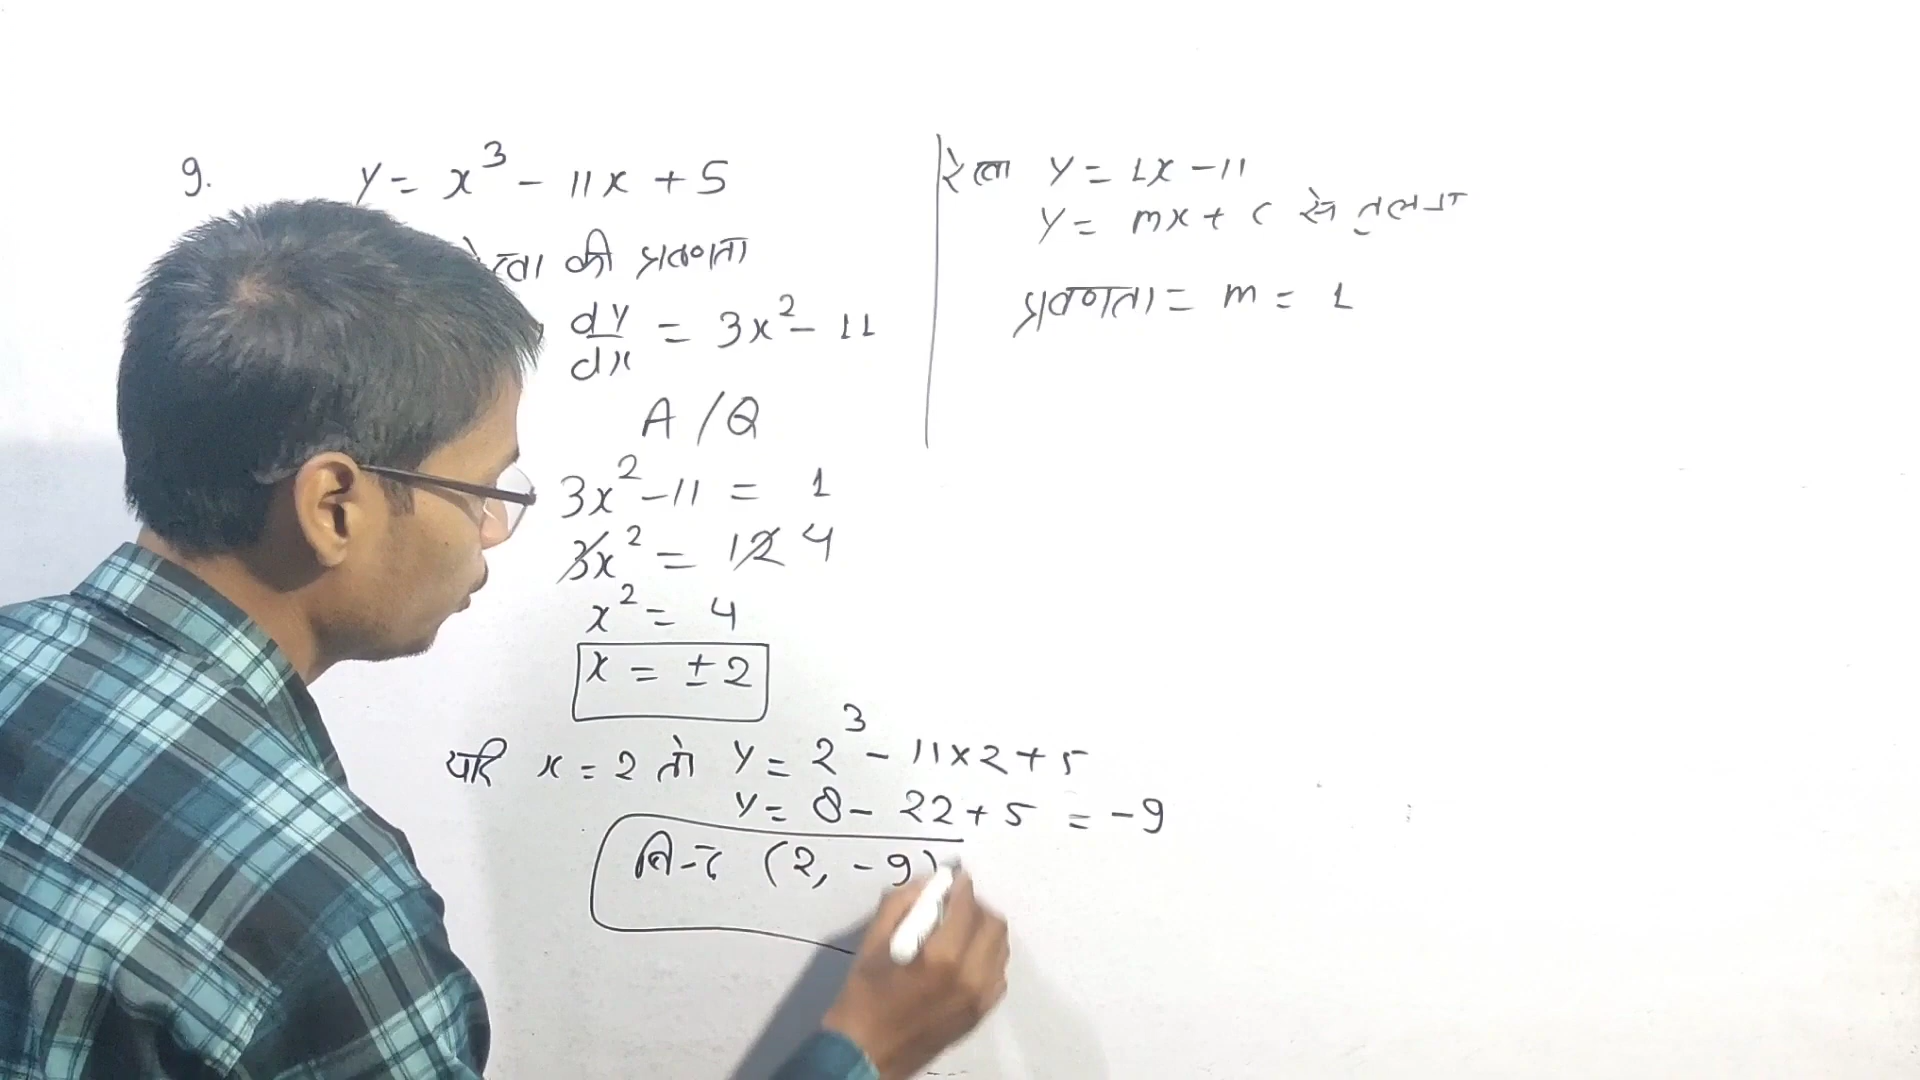 9. y = x³ - 11x + 5
की प्रवणता
dy/dx = 3x² - 11
A/Q
3x² - 11 = 1
3x² = 12 4
x² = 4
x = ±2
यदि x = 2 तो y = 2³ - 11×2+5
y = 8 - 22+5 = -9
(2, -9)
रेखा y = 1x - 11
y = mx + c से
प्रवणता = m = 1